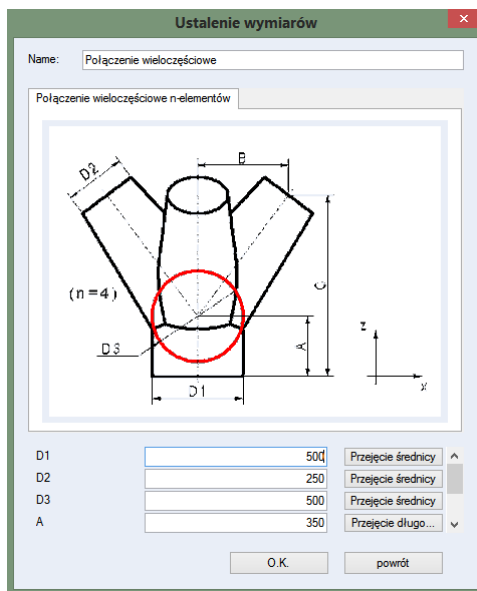 Ustalenie wymiarów
Name: Połączenie wieloczęściowe
Połączenie wieloczęściowe n-elementów
D2
B
(n=4)
C
D3
A
z
D1
x
D1 500 Przejęcie średnicy
D2 250 Przejęcie średnicy
D3 500 Przejęcie średnicy
A 350 Przejęcie długo...
O.K. powrót